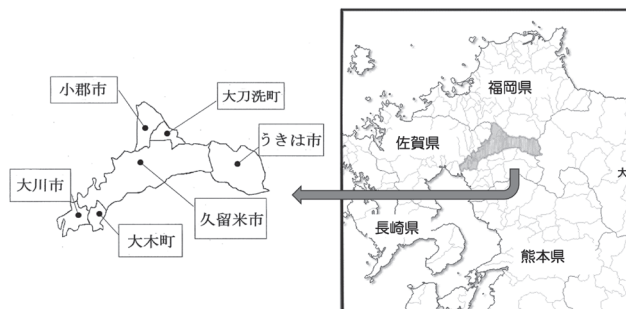 小郡市
大刀洗町
うきは市
大川市
大木町
久留米市
福岡県
佐賀県
長崎県
熊本県
大